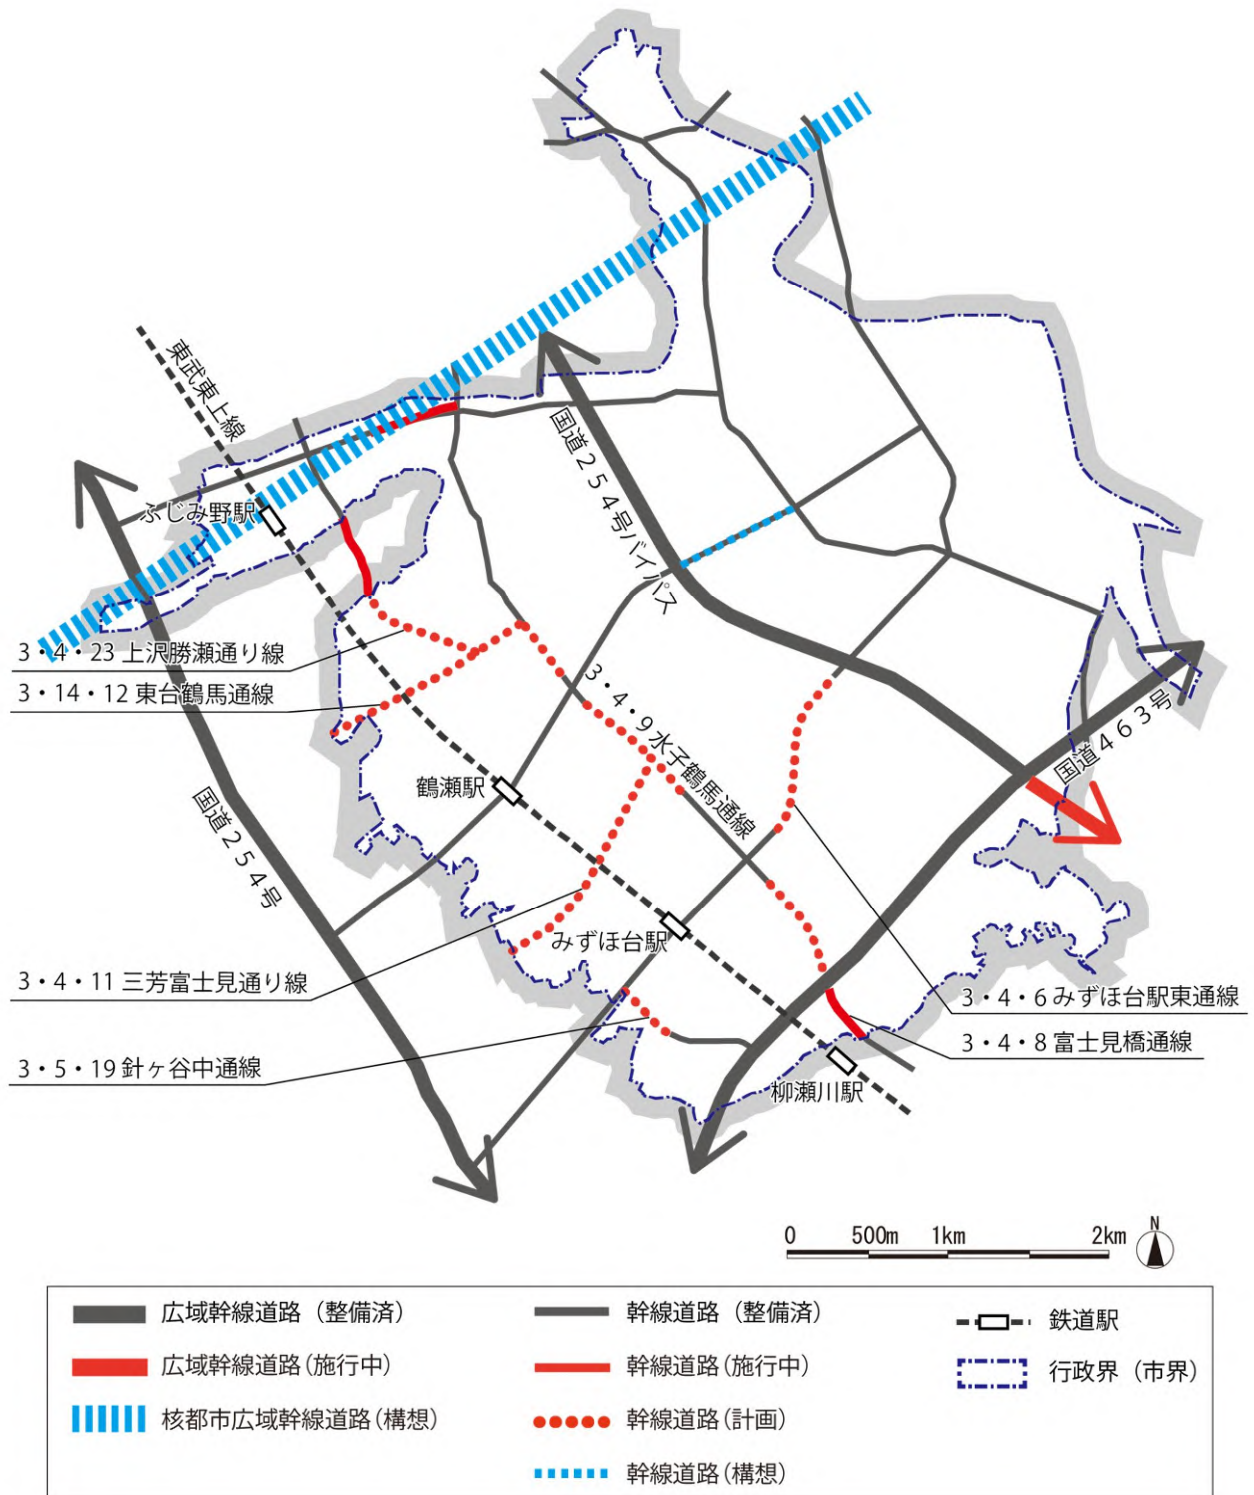 東武東上線
ふじみ野駅
国道２５４号バイパス
3・4・23 上沢勝瀬通り線
3・14・12 東台鶴馬通線
3・4・9 水子鶴馬通線
国道４６３号
鶴瀬駅
国道２５４号
みずほ台駅
3・4・11 三芳富士見通り線
3・4・6 みずほ台駅東通線
3・4・8 富士見橋通線
3・5・19 針ヶ谷中通線
柳瀬川駅
0 500m 1km 2km
N
広域幹線道路（整備済）
広域幹線道路(施行中)
核都市広域幹線道路(構想)
幹線道路（整備済）
幹線道路(施行中)
幹線道路(計画)
幹線道路(構想)
鉄道駅
行政界（市界）